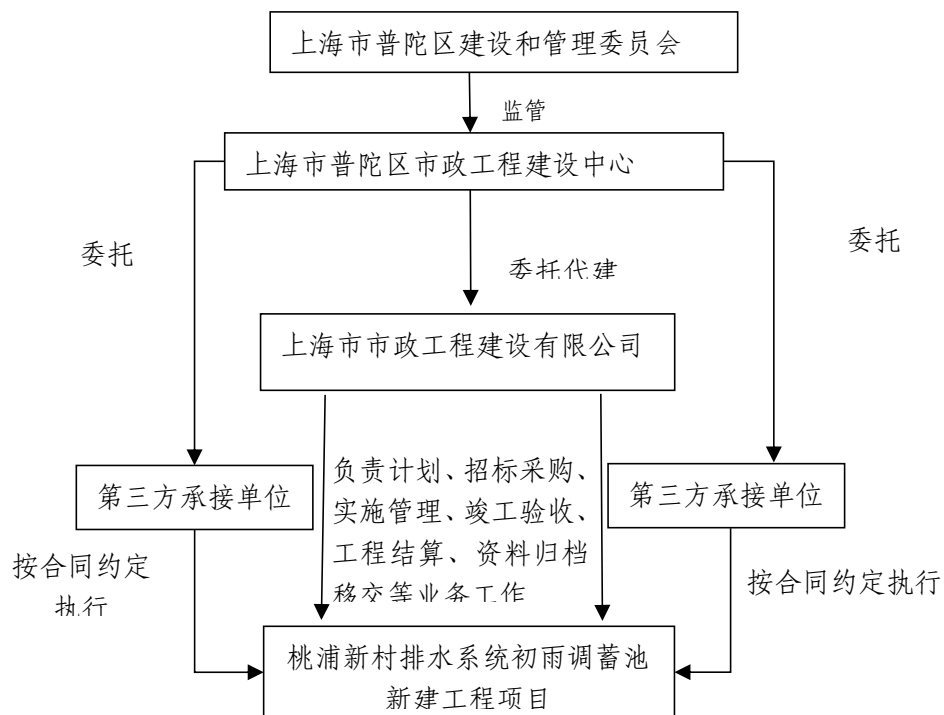 上海市普陀区建设和管理委员会
监管
上海市普陀区市政工程建设中心
委托
委托代建
委托
上海市市政工程建设有限公司
负责计划、招标采购、
实施管理、竣工验收、
工程结算、资料归档
移交等业务工作
第三方承接单位
第三方承接单位
按合同约定
执行
按合同约定执行
桃浦新村排水系统初雨调蓄池
新建工程项目